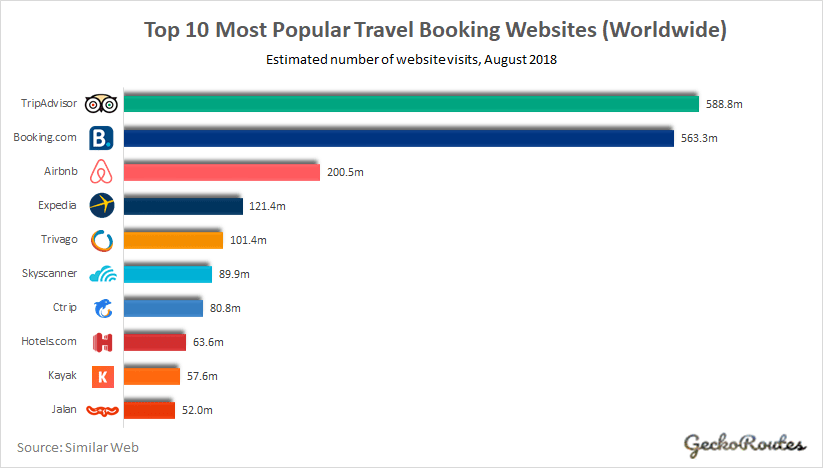 Top 10 Most Popular Travel Booking Websites (Worldwide)
Estimated number of website visits, August 2018
TripAdvisor 588.8m
Booking.com B. 563.3m
Airbnb 200.5m
Expedia 121.4m
Trivago 101.4m
Skyscanner 89.9m
Ctrip 80.8m
Hotels.com H 63.6m
Kayak K 57.6m
Jalan 52.0m
Source: Similar Web
GeckoRoutes